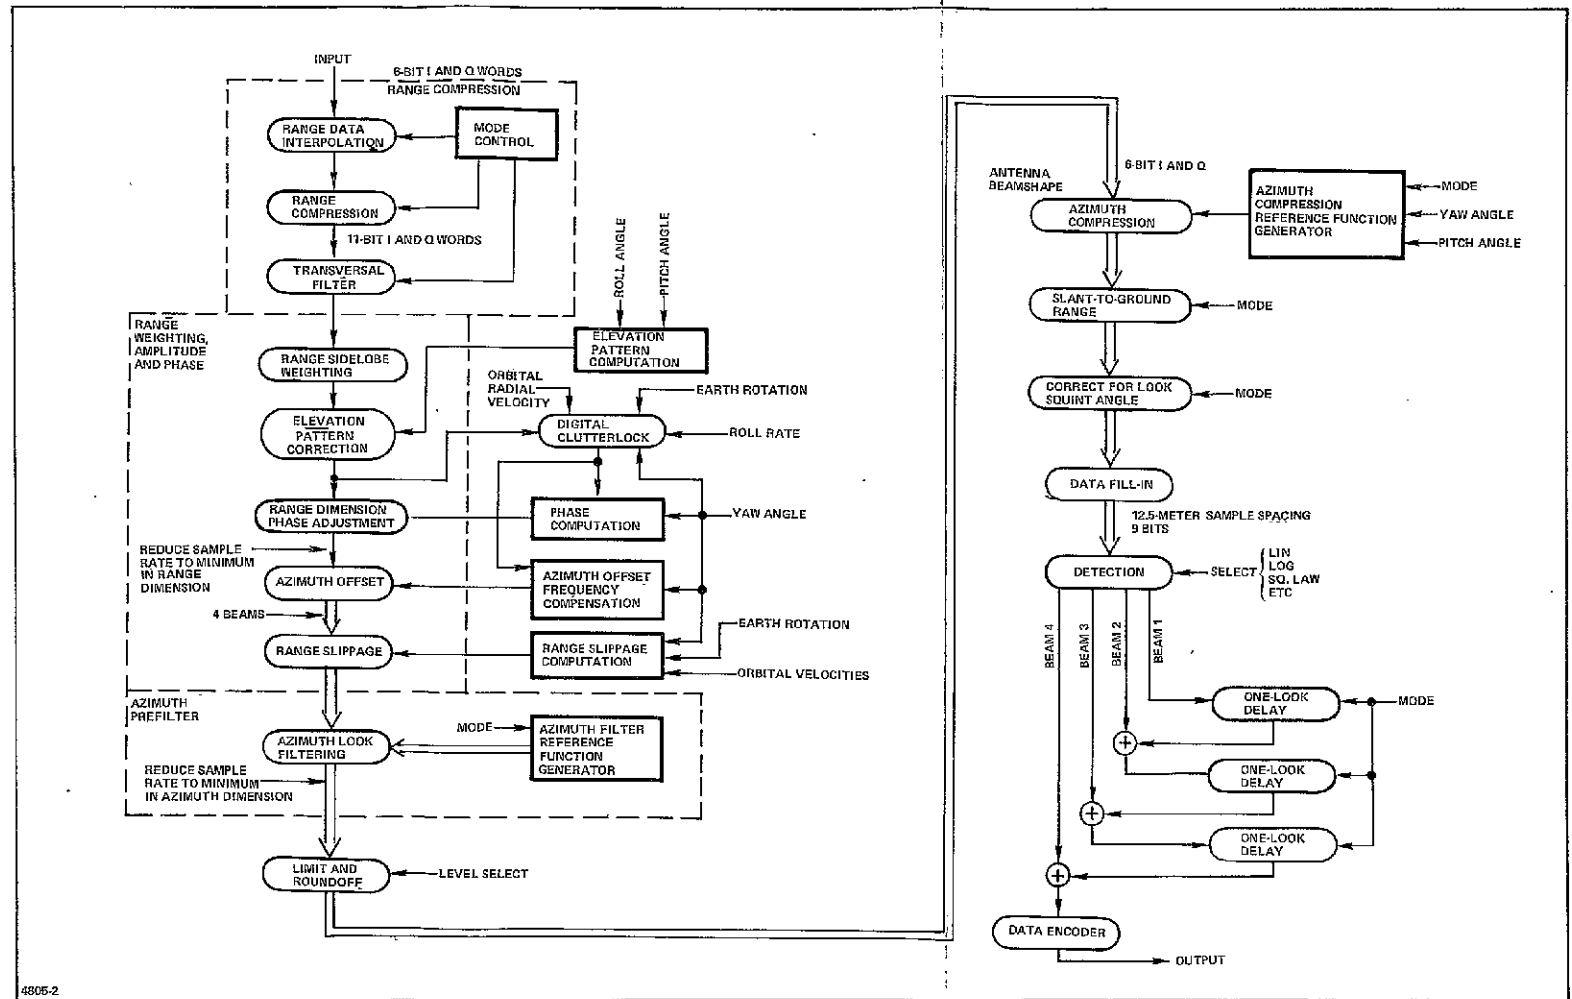 INPUT
6-BIT I AND Q WORDS
RANGE COMPRESSION
RANGE DATA
INTERPOLATION
MODE
CONTROL
RANGE
COMPRESSION
11-BIT I AND Q WORDS
TRANSVERSAL
FILTER
ROLL ANGLE
PITCH ANGLE
RANGE
WEIGHTING,
AMPLITUDE
AND PHASE
RANGE SIDELOBE
WEIGHTING
ELEVATION
PATTERN
COMPUTATION
ORBITAL
RADIAL
VELOCITY
EARTH ROTATION
ELEVATION
PATTERN
CORRECTION
DIGITAL
CLUTTERLOCK
ROLL RATE
RANGE DIMENSION
PHASE ADJUSTMENT
PHASE
COMPUTATION
YAW ANGLE
REDUCE SAMPLE
RATE TO MINIMUM
IN RANGE
DIMENSION
AZIMUTH OFFSET
AZIMUTH OFFSET
FREQUENCY
COMPENSATION
4 BEAMS
RANGE SLIPPAGE
RANGE SLIPPAGE
COMPUTATION
EARTH ROTATION
ORBITAL VELOCITIES
AZIMUTH
PREFILTER
AZIMUTH LOOK
FILTERING
MODE
AZIMUTH FILTER
REFERENCE
FUNCTION
GENERATOR
REDUCE SAMPLE
RATE TO MINIMUM
IN AZIMUTH DIMENSION
LIMIT AND
ROUNDOFF
LEVEL SELECT
6-BIT I AND Q
ANTENNA
BEAMSHAPE
AZIMUTH
COMPRESSION
AZIMUTH
COMPRESSION
REFERENCE FUNCTION
GENERATOR
MODE
YAW ANGLE
PITCH ANGLE
SLANT-TO-GROUND
RANGE
MODE
CORRECT FOR LOOK
SQUINT ANGLE
MODE
DATA FILL-IN
12.5-METER SAMPLE SPACING
9 BITS
DETECTION
SELECT
LIN
LOG
SQ. LAW
ETC
BEAM 4
BEAM 3
BEAM 2
BEAM 1
ONE-LOOK
DELAY
MODE
+
ONE-LOOK
DELAY
+
ONE-LOOK
DELAY
+
DATA ENCODER
OUTPUT
4805-2